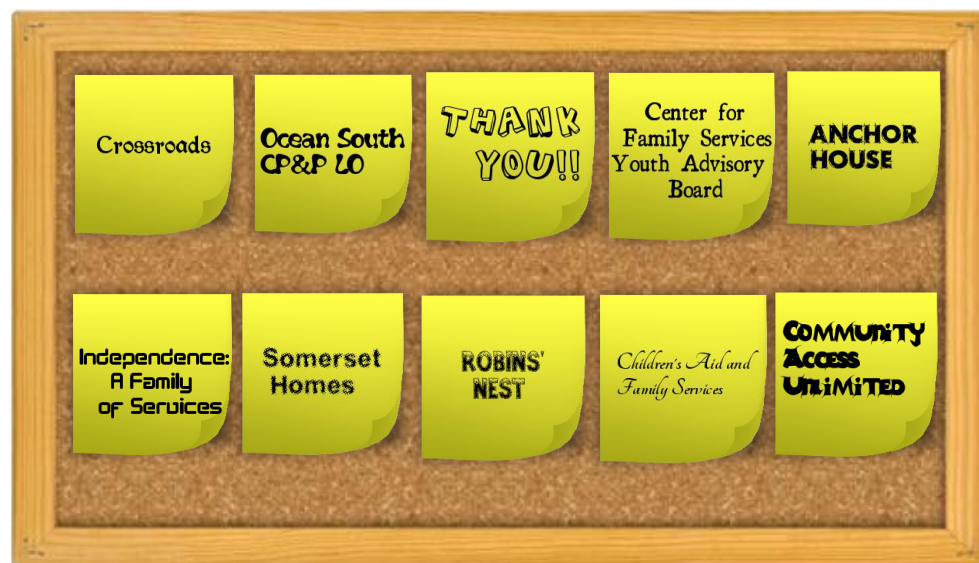 Crossroads
Ocean South
CP&P LO
THANK
YOU!!
Center for
Family Services
Youth Advisory
Board
ANCHOR
HOUSE
Independence:
A Family
of Services
Somerset
Homes
ROBINS'
NEST
Children's Aid and
Family Services
Community
Access
Unlimited